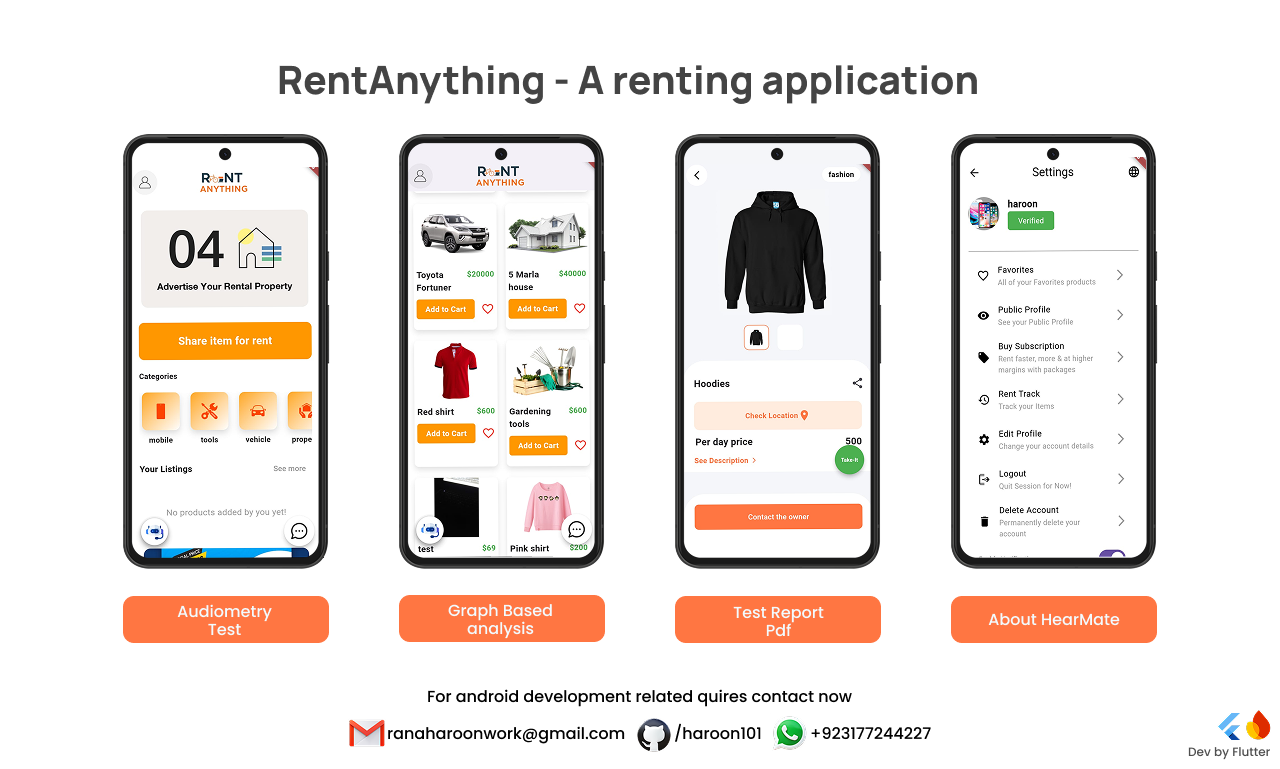 RentAnything - A renting application
RENT
ANYTHING
04
Advertise Your Rental Property
Share item for rent
Categories
mobile
tools
vehicle
prope
Your Listings
See more
No products added by you yet!
RENT
ANYTHING
Toyota
Fortuner
$20000
Add to Cart
5 Marla
house
$40000
Add to Cart
Red shirt
$600
Add to Cart
Gardening
tools
$600
Add to Cart
test
$69
Pink shirt
$200
fashion
Hoodies
Check Location
Per day price
500
See Description >
Take-It
Contact the owner
Settings
haroon
Verified
Favorites
All of your Favorites products
Public Profile
See your Public Profile
Buy Subscription
Rent faster, more & at higher
margins with packages
Rent Track
Track your Items
Edit Profile
Change your account details
Logout
Quit Session for Now!
Delete Account
Permanently delete your
account
Audiometry
Test
Graph Based
analysis
Test Report
Pdf
About HearMate
For android development related quires contact now
ranaharoonwork@gmail.com
/haroon101
+923177244227
Dev by Flutter